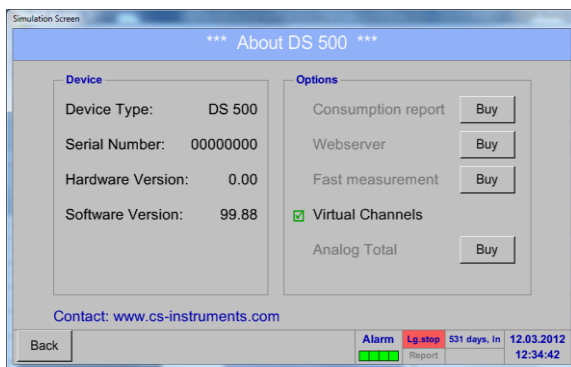 Simulation Screen
*** About DS 500 ***
Device
Device Type: DS 500
Serial Number: 00000000
Hardware Version: 0.00
Software Version: 99.88
Options
Consumption report Buy
Webserver Buy
Fast measurement Buy
Virtual Channels
Analog Total Buy
Contact: www.cs-instruments.com
Back
Alarm Lg.stop 531 days, ln 12.03.2012
Report 12:34:42